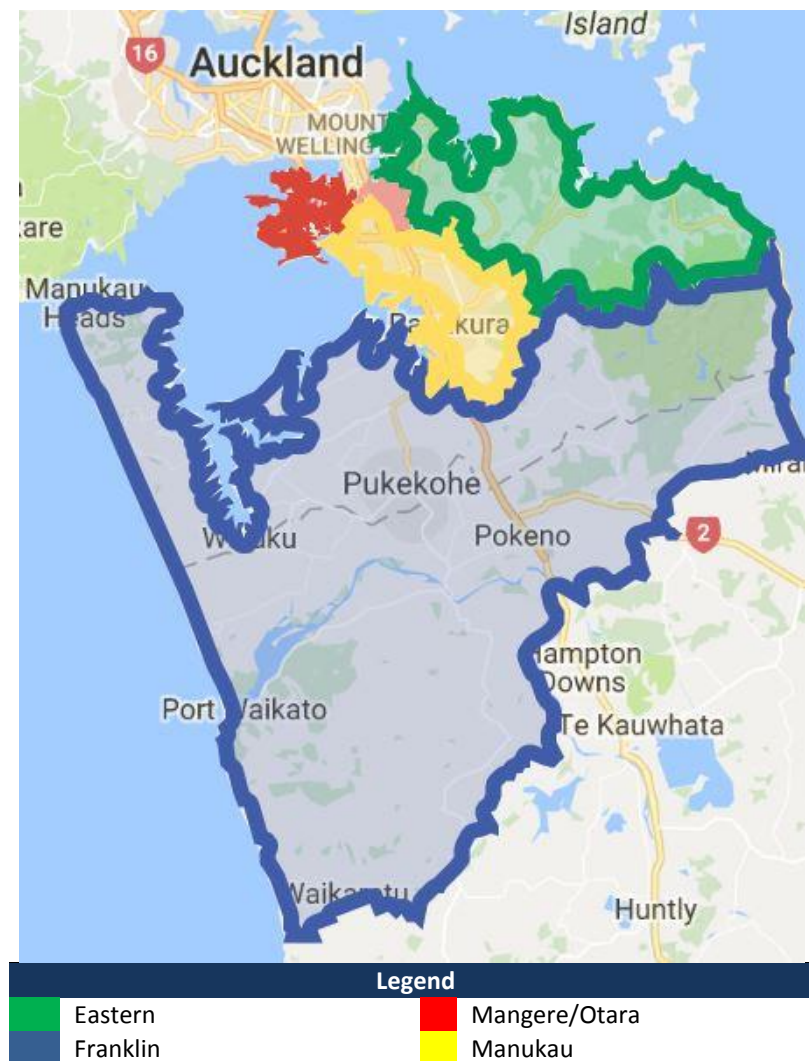 Island
16
Auckland
MOUNT
WELLING
Manukau
Heads
Pukekohe
Pokeno
2
Hampton
Downs
Port Waikato
Te Kauwhata
Huntly
Legend
Eastern
Mangere/Otara
Franklin
Manukau